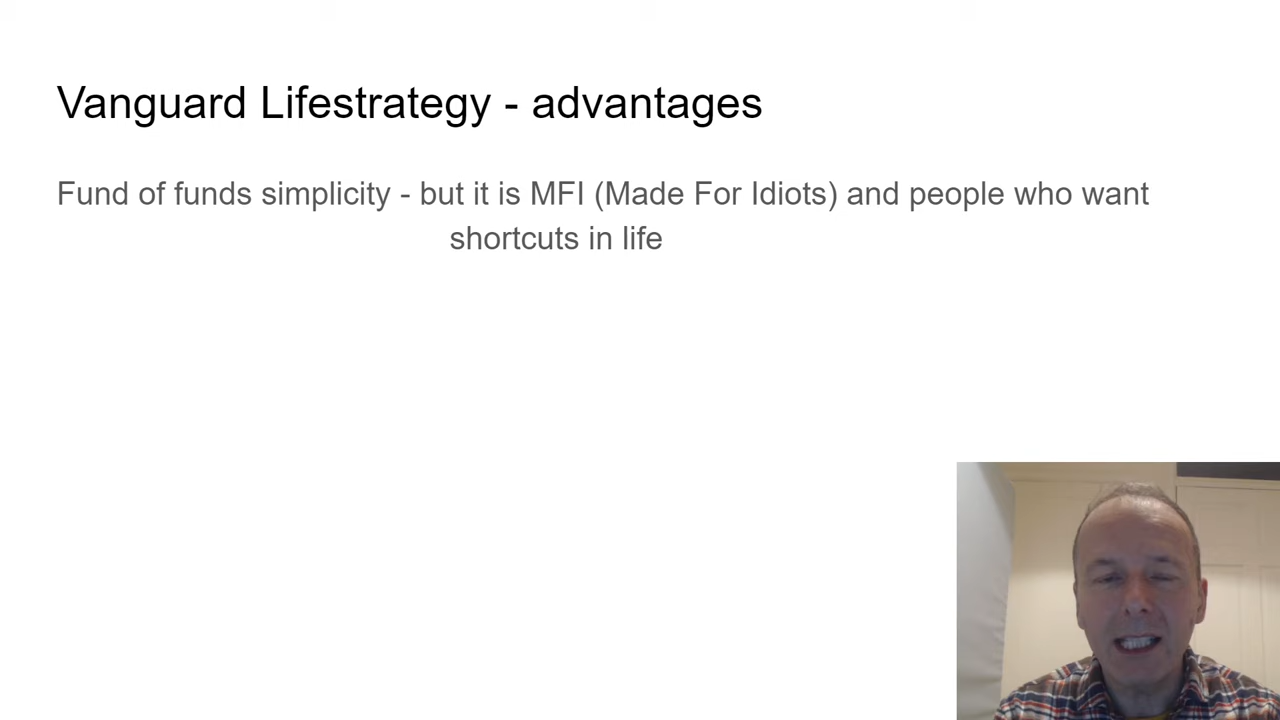 Vanguard Lifestrategy - advantages
Fund of funds simplicity - but it is MFI (Made For Idiots) and people who want
shortcuts in life